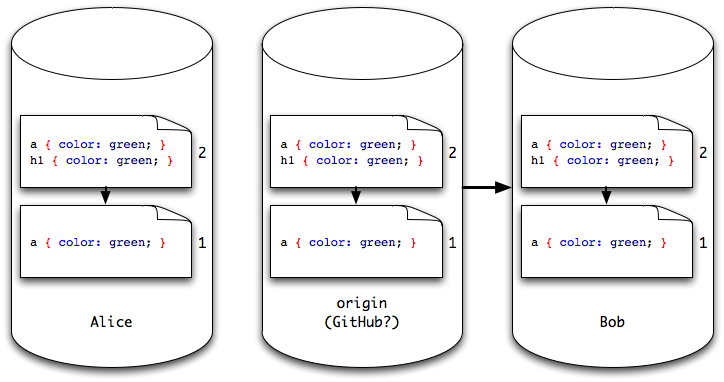 a { color: green; }
h1 { color: green; }
2
a { color: green; }
1
Alice
a { color: green; }
h1 { color: green; }
2
a { color: green; }
1
origin
(GitHub?)
a { color: green; }
h1 { color: green; }
2
a { color: green; }
1
Bob